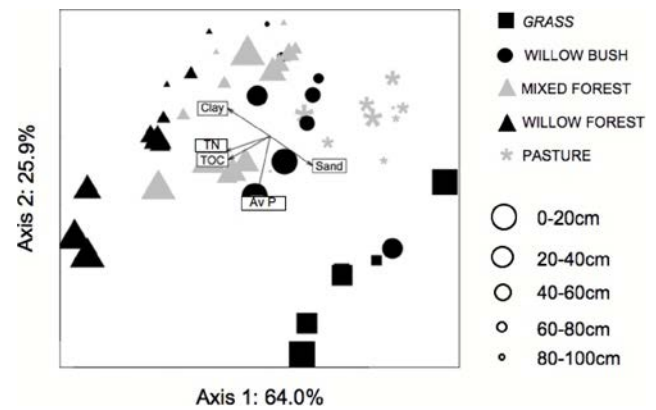 GRASS
WILLOW BUSH
MIXED FOREST
WILLOW FOREST
PASTURE
0-20cm
20-40cm
40-60cm
60-80cm
80-100cm
Clay
TN
TOC
Sand
Av P
Axis 2: 25.9%
Axis 1: 64.0%